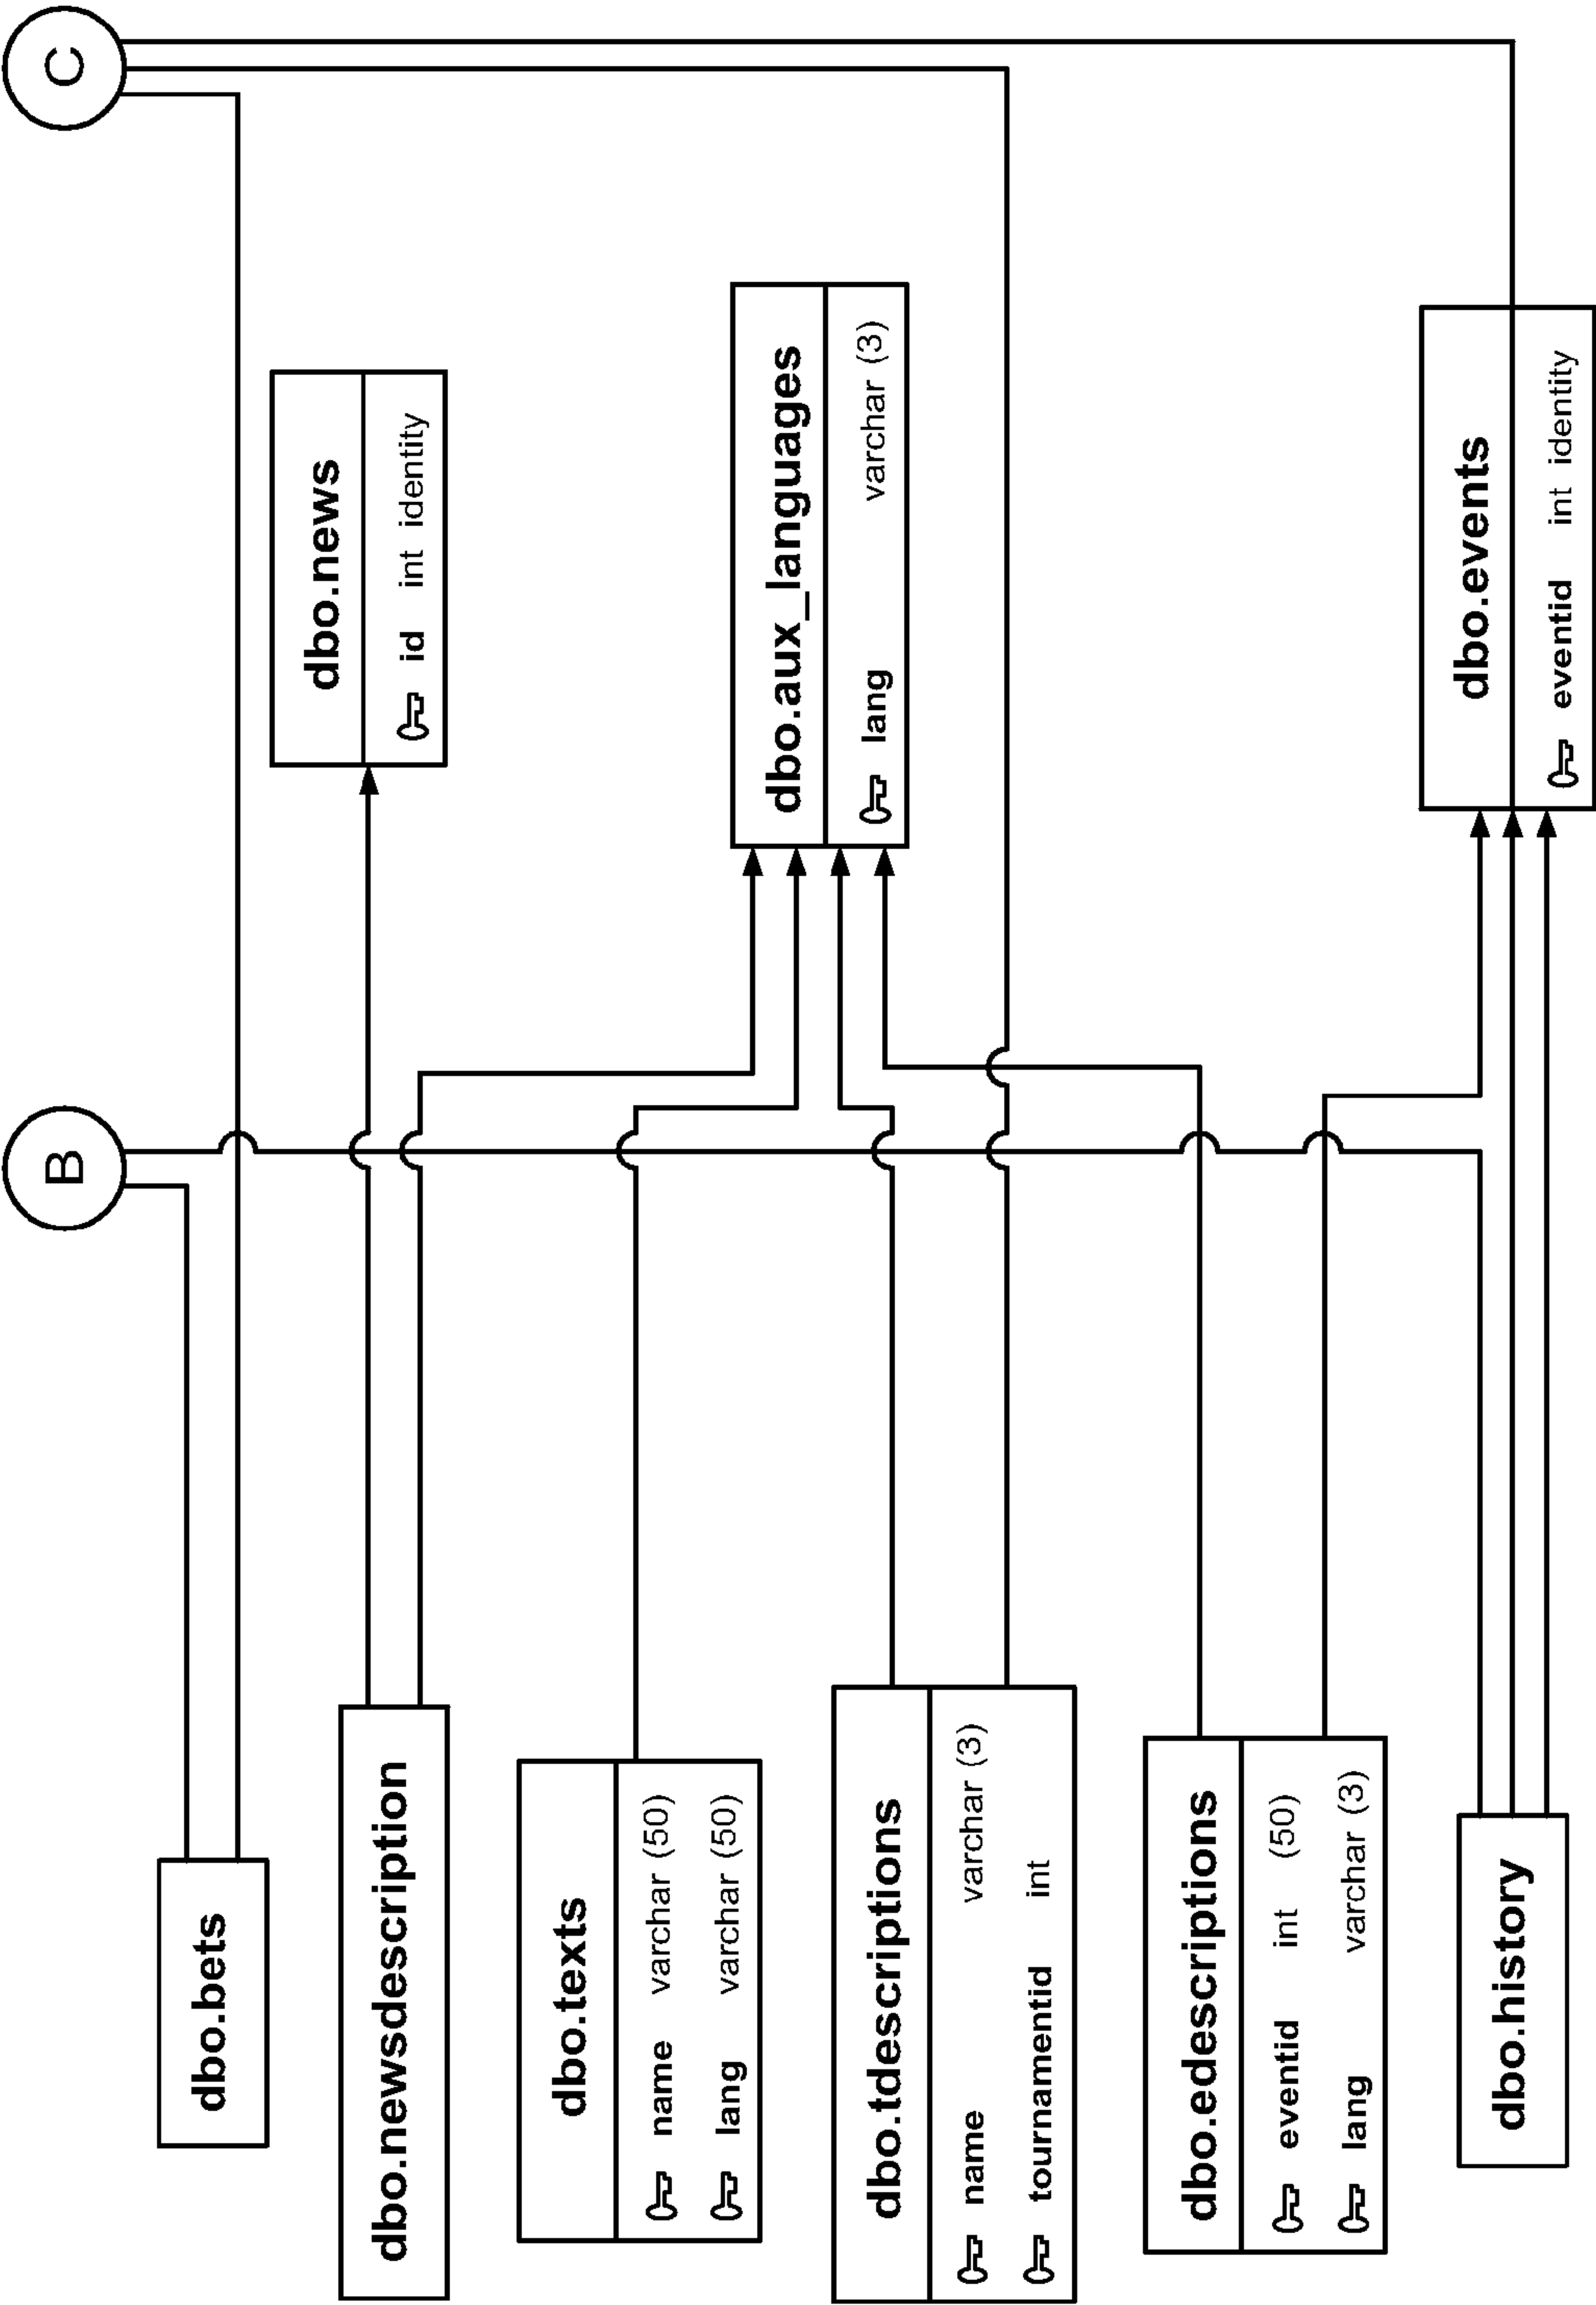 B
C
dbo.bets
dbo.newsdescription
dbo.news
id int identity
dbo.texts
name varchar (50)
lang varchar (50)
dbo.aux_languages
lang varchar (3)
dbo.tdescriptions
name varchar (3)
tournamentid int
dbo.edescriptions
eventid int (50)
lang varchar (3)
dbo.history
dbo.events
eventid int identity